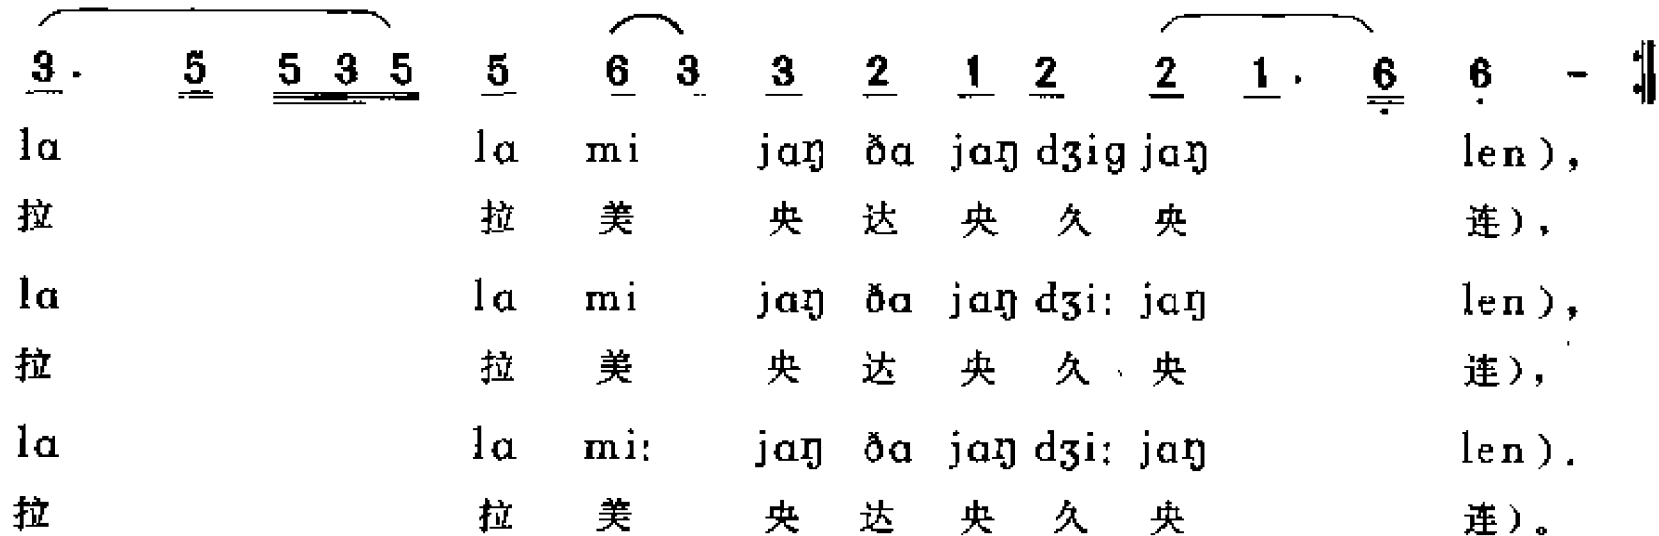 3. 5 5 3 5 5 6 3 3 2 1 2 2 1. 6 6 -
la la mi jaŋ ða jaŋ dʒig jaŋ len),
拉 拉 美 央 达 央 久 央 连),
la la mi jaŋ ða jaŋ dʒi: jaŋ len),
拉 拉 美 央 达 央 久 央 连),
la la mi: jaŋ ða jaŋ dʒi: jaŋ len).
拉 拉 美 央 达 央 久 央 连)。